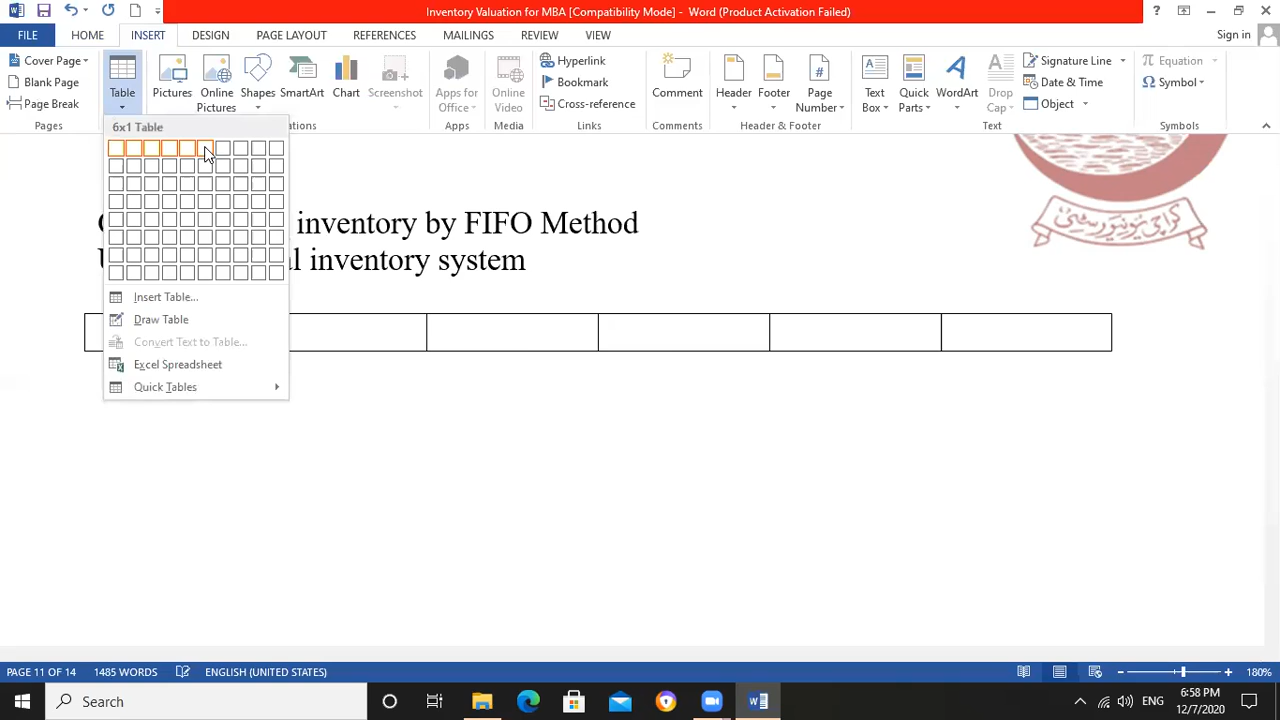 Inventory Valuation for MBA [Compatibility Mode] - Word (Product Activation Failed)
FILE HOME INSERT DESIGN PAGE LAYOUT REFERENCES MAILINGS REVIEW VIEW Sign in
Cover Page
Blank Page
Page Break
Pages
Table
Pictures
Online Pictures
Shapes
SmartArt
Chart
Screenshot
Apps for Office
Apps
Online Video
Media
Hyperlink
Bookmark
Cross-reference
Links
Comment
Comments
Header
Footer
Page Number
Header & Footer
Text Box
Quick Parts
WordArt
Drop Cap
Signature Line
Date & Time
Object
Text
Equation
Symbol
Symbols
6x1 Table
Insert Table...
Draw Table
Convert Text to Table...
Excel Spreadsheet
Quick Tables
inventory by FIFO Method
inventory system
کراچی یونیورسٹی
PAGE 11 OF 14 1485 WORDS ENGLISH (UNITED STATES) 180%
Search
ENG
6:58 PM
12/7/2020